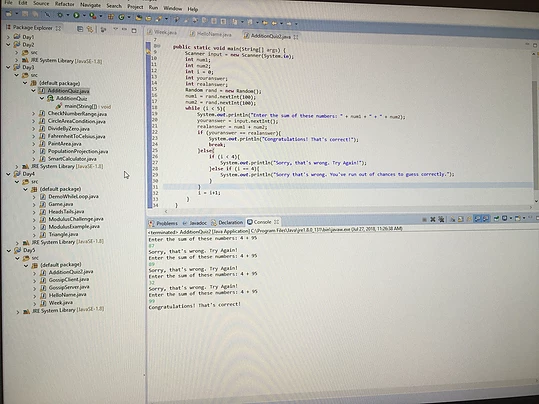 File Edit Source Refactor Navigate Search Project Run Window Help
Package Explorer
Day1
Day2
src
JRE System Library [JavaSE-1.8]
Day3
src
(default package)
AdditionQuiz.java
AdditionQuiz
main(String[]) : void
CheckNumberRange.java
CircleAreaCondition.java
DivideByZero.java
FahrenheitToCelsius.java
PaintArea.java
PopulationProjection.java
SmartCalculator.java
JRE System Library [JavaSE-1.8]
Day4
src
(default package)
DemoWhileLoop.java
Game.java
HeadsTails.java
ModulusChallenge.java
ModulusExample.java
Triangle.java
JRE System Library [JavaSE-1.8]
Day5
src
(default package)
AdditionQuiz2.java
GossipClient.java
GossipServer.java
HelloName.java
Week.java
JRE System Library [JavaSE-1.8]
Week.java HelloName.java AdditionQuiz2.java
public static void main(String[] args) {
Scanner input = new Scanner(System.in);
int num1;
int num2;
int i = 0;
int youranswer;
int realanswer;
Random rand = new Random();
num1 = rand.nextInt(100);
num2 = rand.nextInt(100);
while (i < 5){
System.out.println("Enter the sum of these numbers: " + num1 + " + " + num2);
youranswer = input.nextInt();
realanswer = num1 + num2;
if (youranswer == realanswer){
System.out.println("Congratulations! That's correct!");
break;
}else{
if (i < 4){
System.out.println("Sorry, that's wrong. Try Again!");
}else if (i == 4){
System.out.println("Sorry that's wrong. You've run out of chances to guess correctly.");
}
}
i = i+1;
}
}
Problems Javadoc Declaration Console
<terminated> AdditionQuiz2 [Java Application] C:\Program Files\Java\jre1.8.0_131\bin\javaw.exe (Jul 27, 2018, 11:26:38 AM)
Enter the sum of these numbers: 4 + 95
Sorry, that's wrong. Try Again!
Enter the sum of these numbers: 4 + 95
Sorry, that's wrong. Try Again!
Enter the sum of these numbers: 4 + 95
Sorry, that's wrong. Try Again!
Enter the sum of these numbers: 4 + 95
99
Congratulations! That's correct!